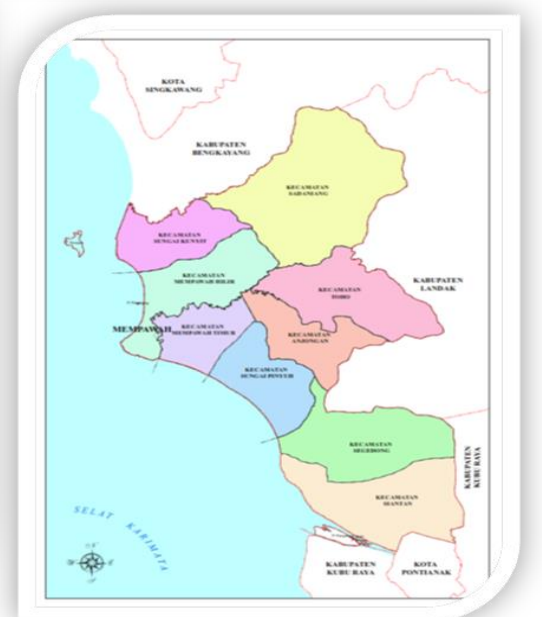 KOTA
SINGKAWANG
KABUPATEN
BENGKAYANG
KECAMATAN
SADANIANG
KECAMATAN
SUNGAI KUNYIT
KECAMATAN
MEMPAWAH HILIR
KECAMATAN
TOHO
KABUPATEN
LANDAK
MEMPAWAH
KECAMATAN
MEMPAWAH TIMUR
KECAMATAN
ANJONGAN
KECAMATAN
SUNGAI PINYUH
KECAMATAN
SEGEDONG
KABUPATEN
KUBU RAYA
KECAMATAN
SIANTAN
SELAT KARIMATA
KABUPATEN
KUBU RAYA
KOTA
PONTIANAK